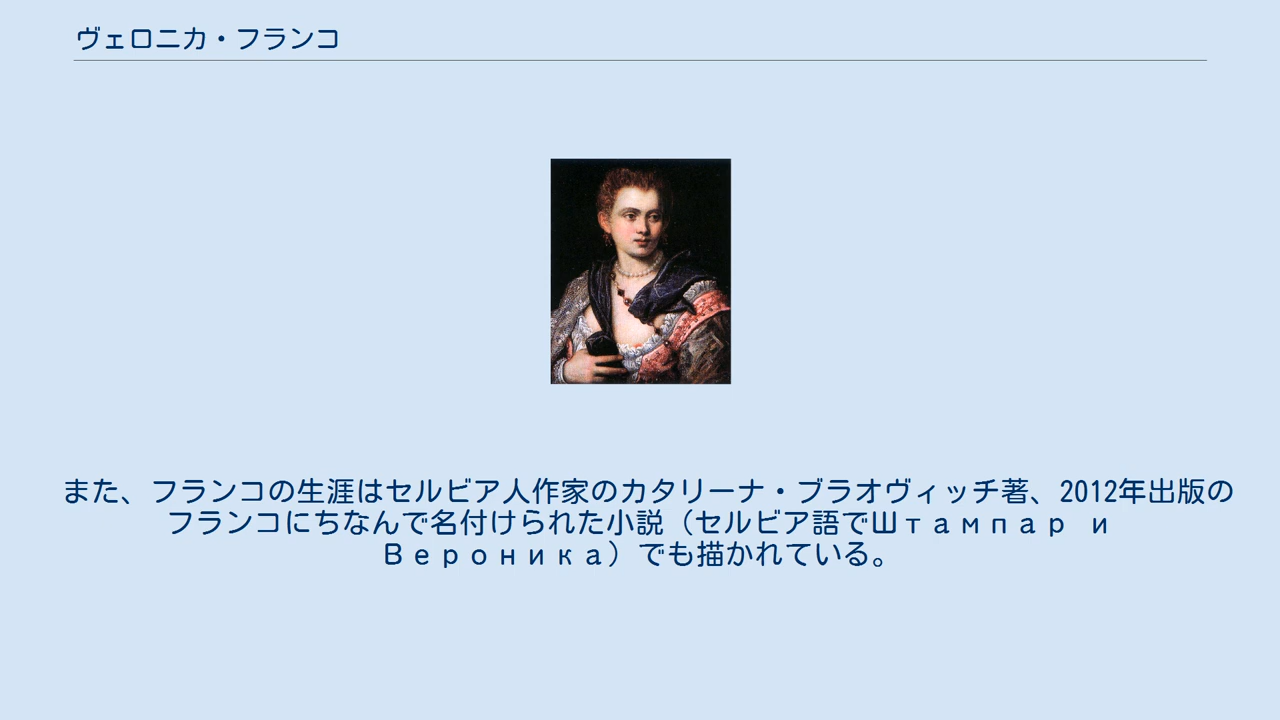 ヴェロニカ・フランコ
また、フランコの生涯はセルビア人作家のカタリーナ・ブラオヴィッチ著、2012年出版の
フランコにちなんで名付けられた小説（セルビア語でШтампар и
Вероника）でも描かれている。